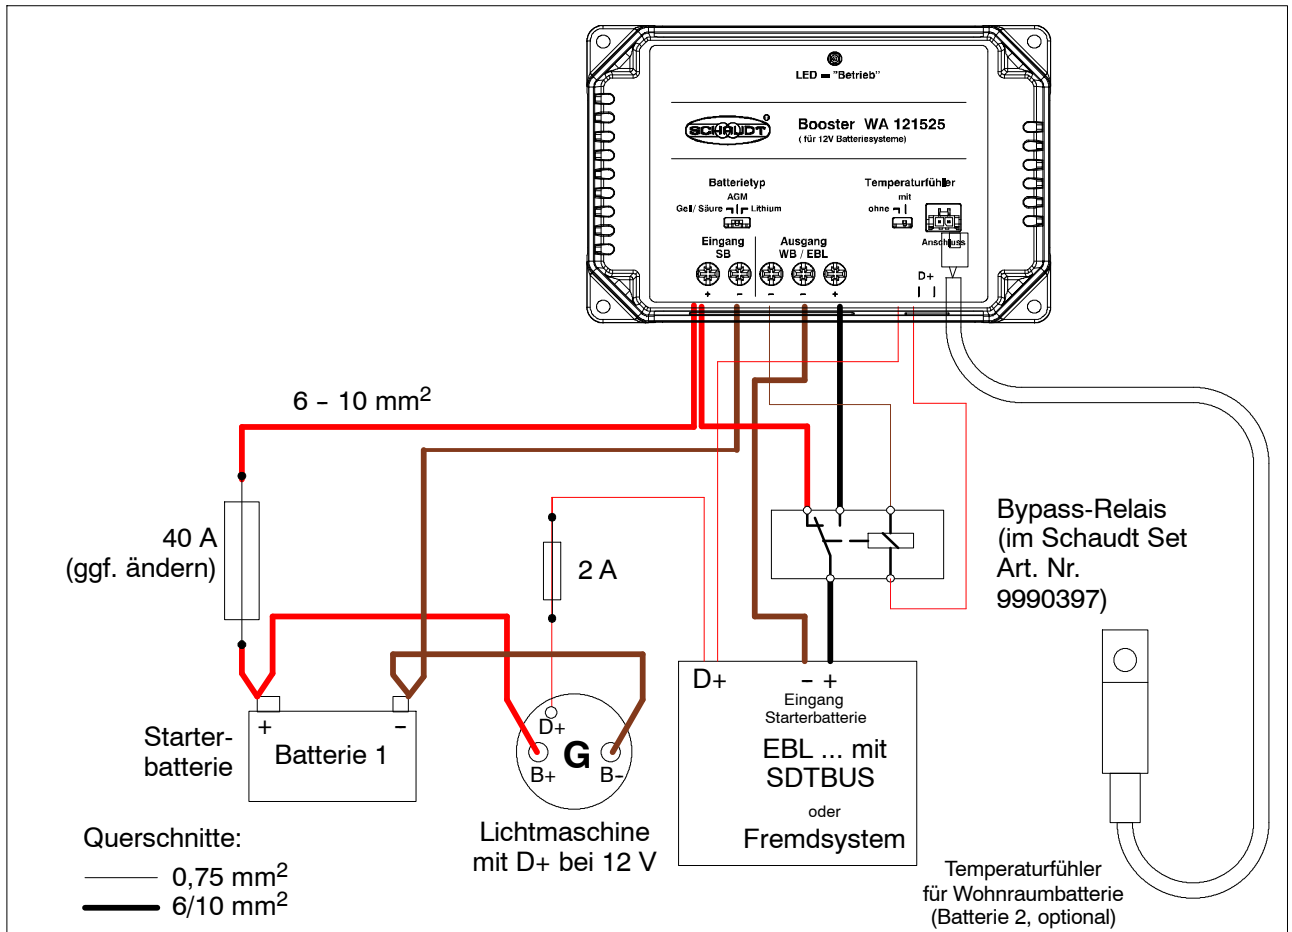 LED = "Betrieb"
SCHAUDT
Booster WA 121525
( für 12V Batteriesysteme)
Batterietyp
AGM
Gell/ Säure
Lithium
Temperaturfühler
mit
ohne
Anschluss
Eingang
SB
Ausgang
WB / EBL
D+
+ − − − +
6 – 10 mm²
40 A
(ggf. ändern)
2 A
Bypass-Relais
(im Schaudt Set
Art. Nr.
9990397)
D+
− +
Eingang
Starterbatterie
EBL ... mit
SDTBUS
oder
Fremdsystem
Starter-
batterie
+ −
Batterie 1
D+
G
B+
B-
Lichtmaschine
mit D+ bei 12 V
Querschnitte:
0,75 mm²
6/10 mm²
Temperaturfühler
für Wohnraumbatterie
(Batterie 2, optional)